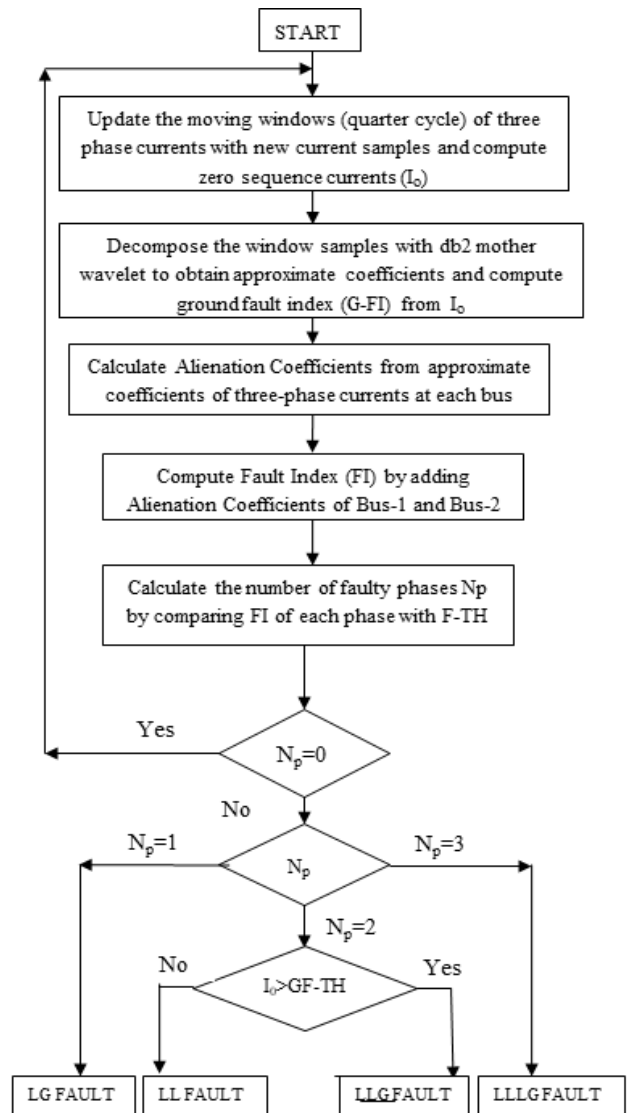 START
Update the moving windows (quarter cycle) of three
phase currents with new current samples and compute
zero sequence currents (Iₒ)
Decompose the window samples with db2 mother
wavelet to obtain approximate coefficients and compute
ground fault index (G-FI) from Iₒ
Calculate Alienation Coefficients from approximate
coefficients of three-phase currents at each bus
Compute Fault Index (FI) by adding
Alienation Coefficients of Bus-1 and Bus-2
Calculate the number of faulty phases Np
by comparing FI of each phase with F-TH
Yes
Nₚ=0
No
Nₚ=1
Nₚ
Nₚ=3
Nₚ=2
No
Iₒ>GF-TH
Yes
LG FAULT
LL FAULT
LLGFAULT
LLLGFAULT